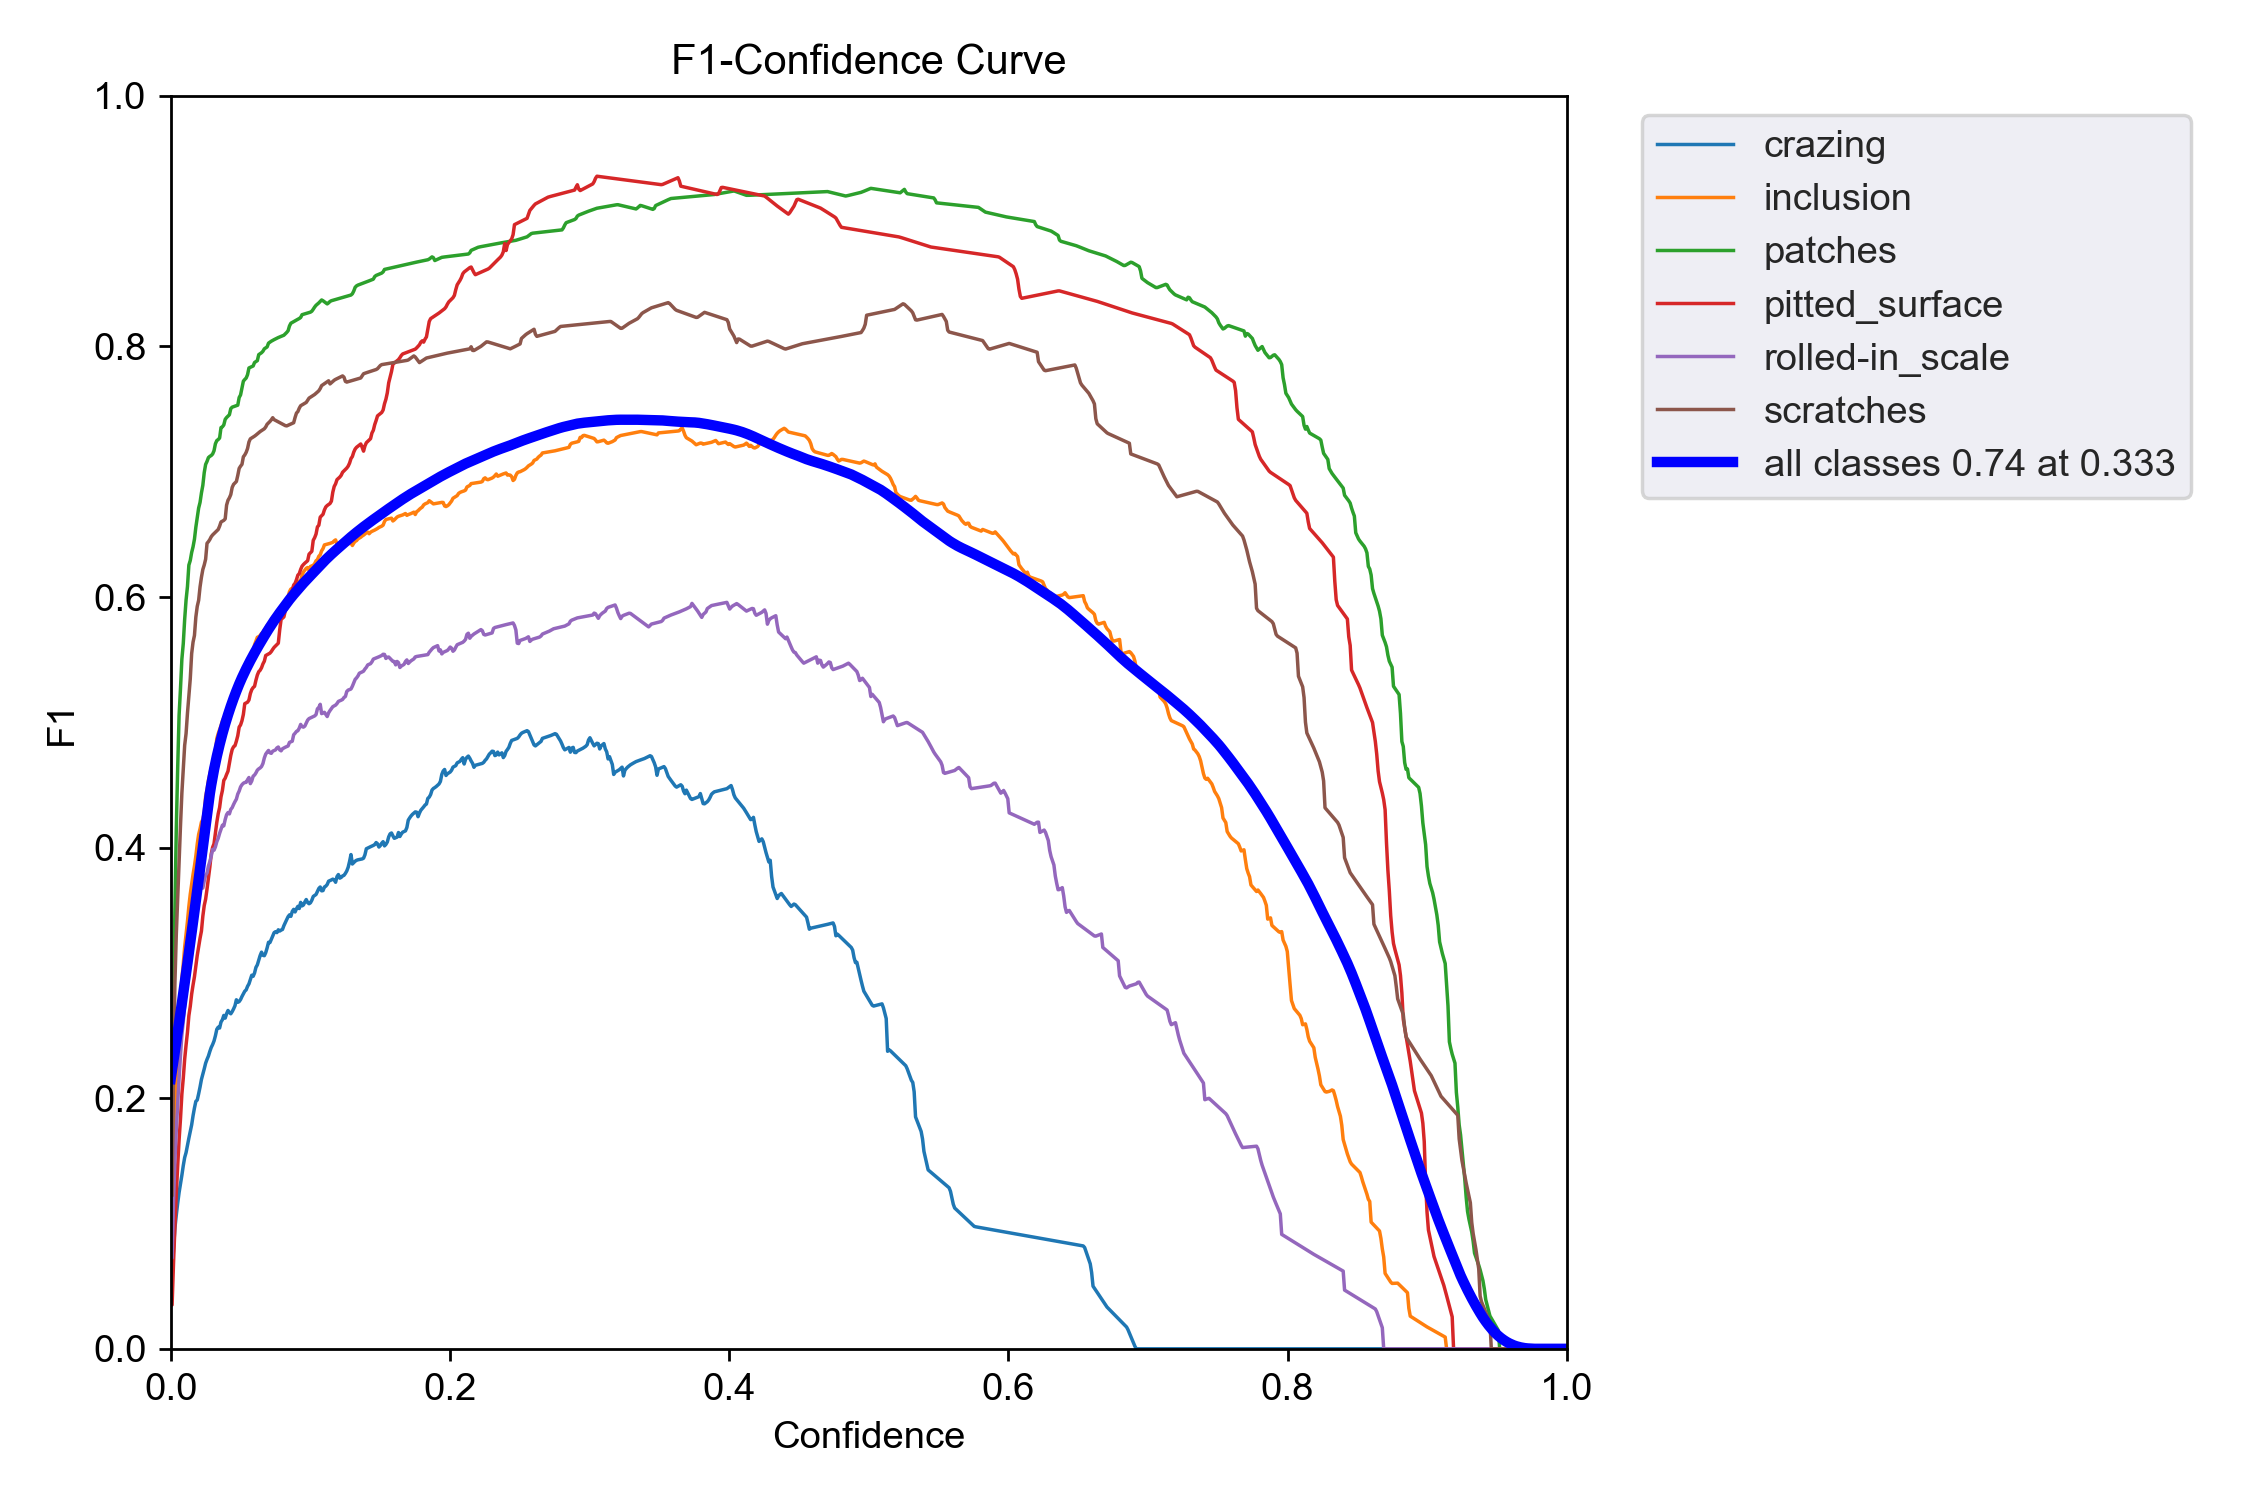 F1-Confidence Curve
1.0
0.8
0.6
0.4
0.2
0.0
F1
0.0 0.2 0.4 0.6 0.8 1.0
Confidence
crazing
inclusion
patches
pitted_surface
rolled-in_scale
scratches
all classes 0.74 at 0.333